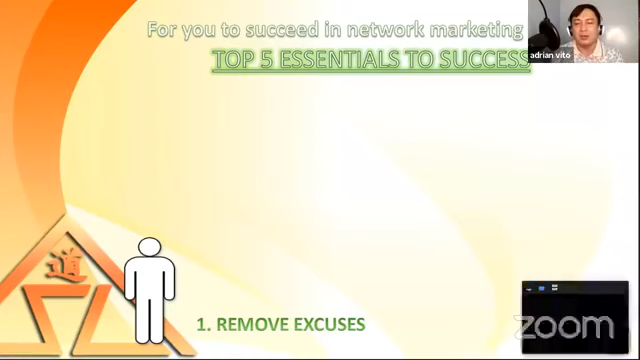 For you to succeed in network marketing
TOP 5 ESSENTIALS TO SUCCESS
adrian vito
道
1. REMOVE EXCUSES
zoom